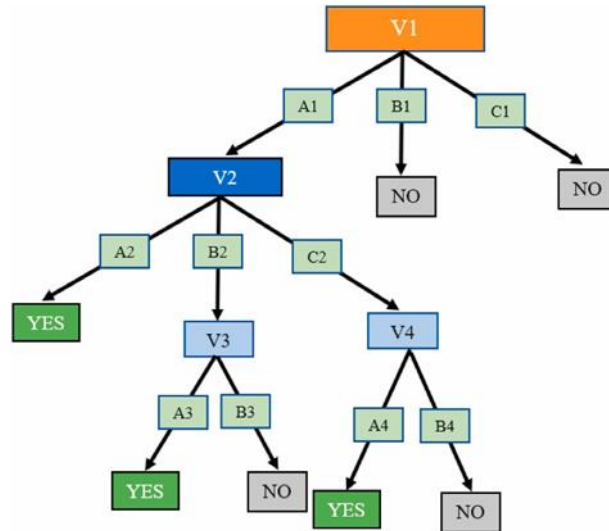 V1
A1
B1
C1
V2
NO
NO
A2
B2
C2
YES
V3
V4
A3
B3
A4
B4
YES
NO
YES
NO